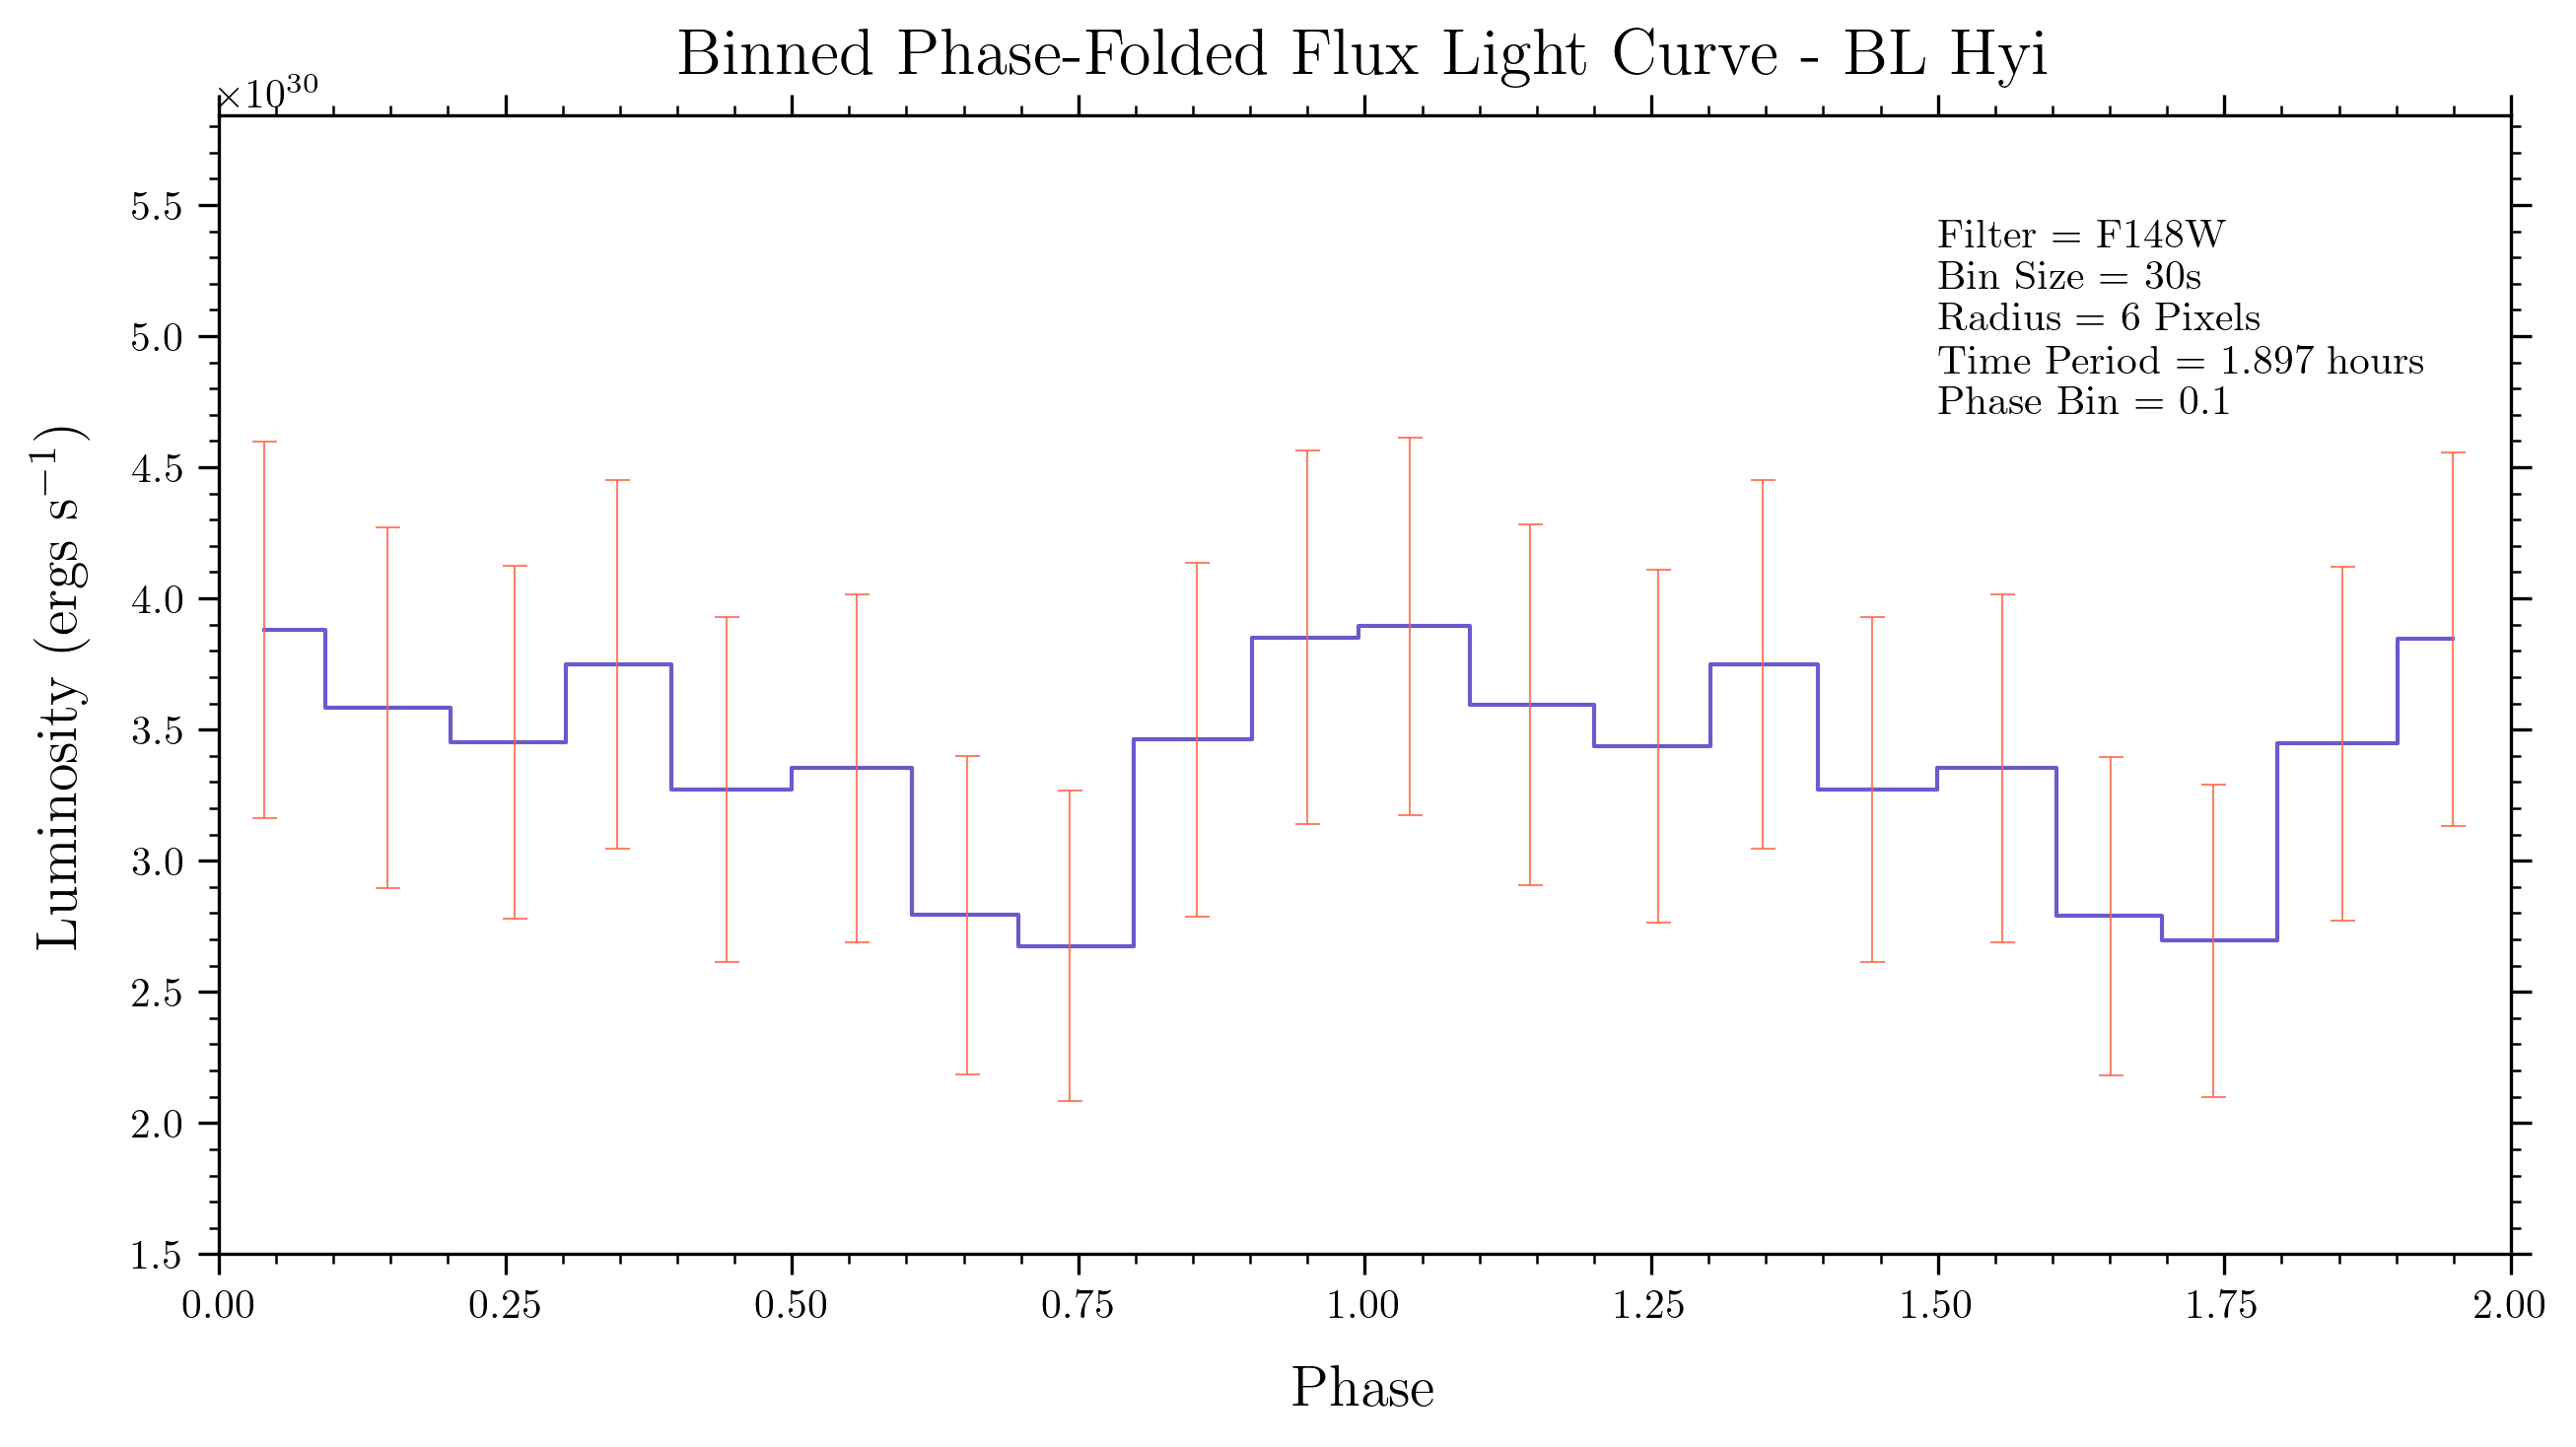 Binned Phase-Folded Flux Light Curve - BL Hyi
×10³⁰
5.5
5.0
4.5
4.0
3.5
3.0
2.5
2.0
1.5
Luminosity (ergs s⁻¹)
Filter = F148W
Bin Size = 30s
Radius = 6 Pixels
Time Period = 1.897 hours
Phase Bin = 0.1
0.00 0.25 0.50 0.75 1.00 1.25 1.50 1.75 2.00
Phase